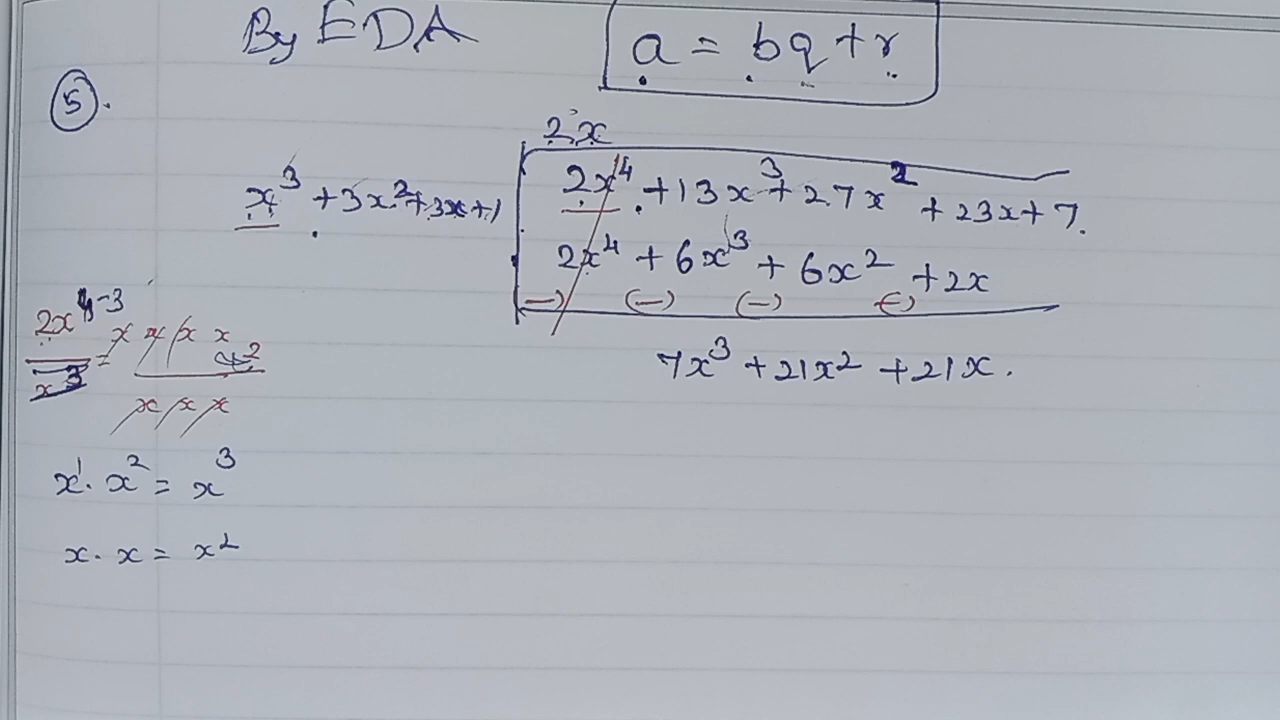 By EDA
a = bq + r
5.
2x
x³ + 3x² + 3x + 1
2x⁴ + 13x³ + 27x² + 23x + 7.
2x⁴ + 6x³ + 6x² + 2x
(−) (−) (−) (−)
7x³ + 21x² + 21x.
x¹. x² = x³
x. x = x²